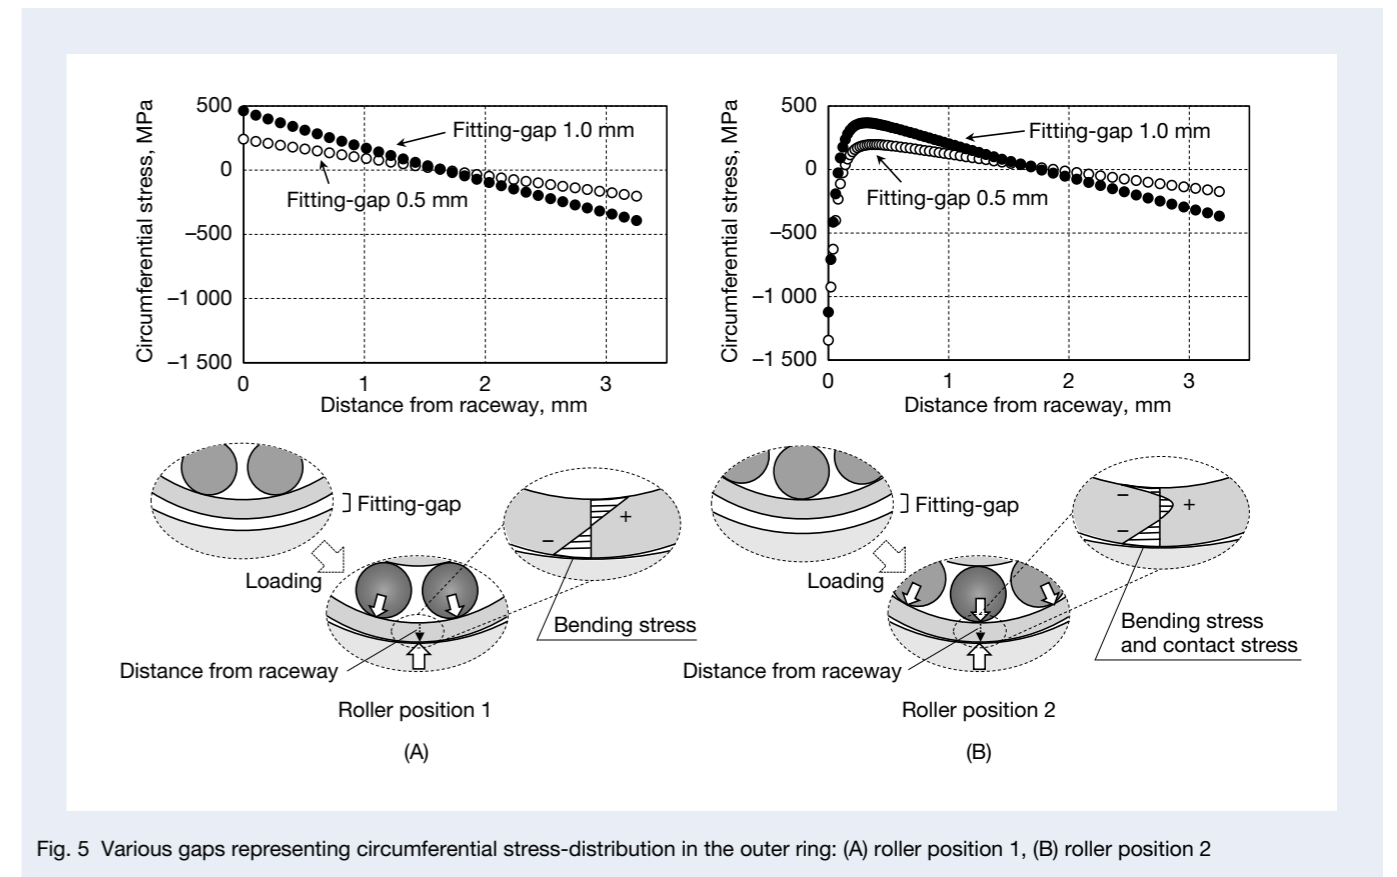 Circumferential stress, MPa
500
0
−500
−1 000
−1 500
0
1
2
3
Distance from raceway, mm
Fitting-gap 1.0 mm
Fitting-gap 0.5 mm
Circumferential stress, MPa
500
0
−500
−1 000
−1 500
0
1
2
3
Distance from raceway, mm
Fitting-gap 1.0 mm
Fitting-gap 0.5 mm
Fitting-gap
+
−
Loading
Bending stress
Distance from raceway
Roller position 1
(A)
Fitting-gap
−
+
−
Loading
Bending stress
and contact stress
Distance from raceway
Roller position 2
(B)
Fig. 5 Various gaps representing circumferential stress-distribution in the outer ring: (A) roller position 1, (B) roller position 2